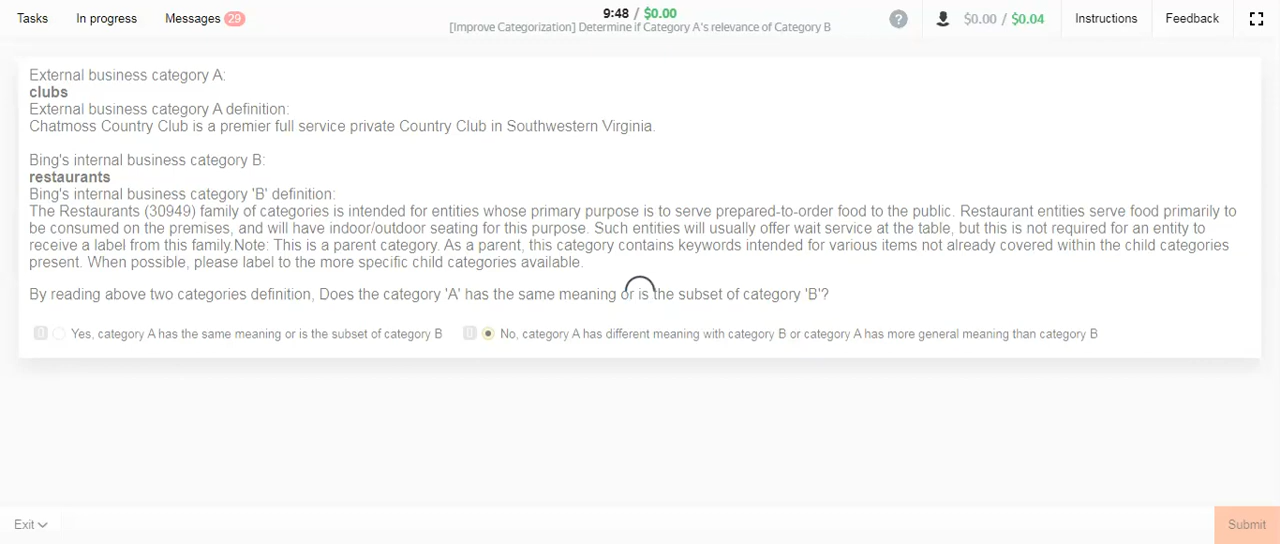 Tasks In progress Messages 29 9:48 / $0.00 ? $0.00 / $0.04 Instructions Feedback
[Improve Categorization] Determine if Category A's relevance of Category B
External business category A:
clubs
External business category A definition:
Chatmoss Country Club is a premier full service private Country Club in Southwestern Virginia.
Bing's internal business category B:
restaurants
Bing's internal business category 'B' definition:
The Restaurants (30949) family of categories is intended for entities whose primary purpose is to serve prepared-to-order food to the public. Restaurant entities serve food primarily to
be consumed on the premises, and will have indoor/outdoor seating for this purpose. Such entities will usually offer wait service at the table, but this is not required for an entity to
receive a label from this family.Note: This is a parent category. As a parent, this category contains keywords intended for various items not already covered within the child categories
present. When possible, please label to the more specific child categories available.
By reading above two categories definition, Does the category 'A' has the same meaning or is the subset of category 'B'?
Yes, category A has the same meaning or is the subset of category B No, category A has different meaning with category B or category A has more general meaning than category B
Exit Submit